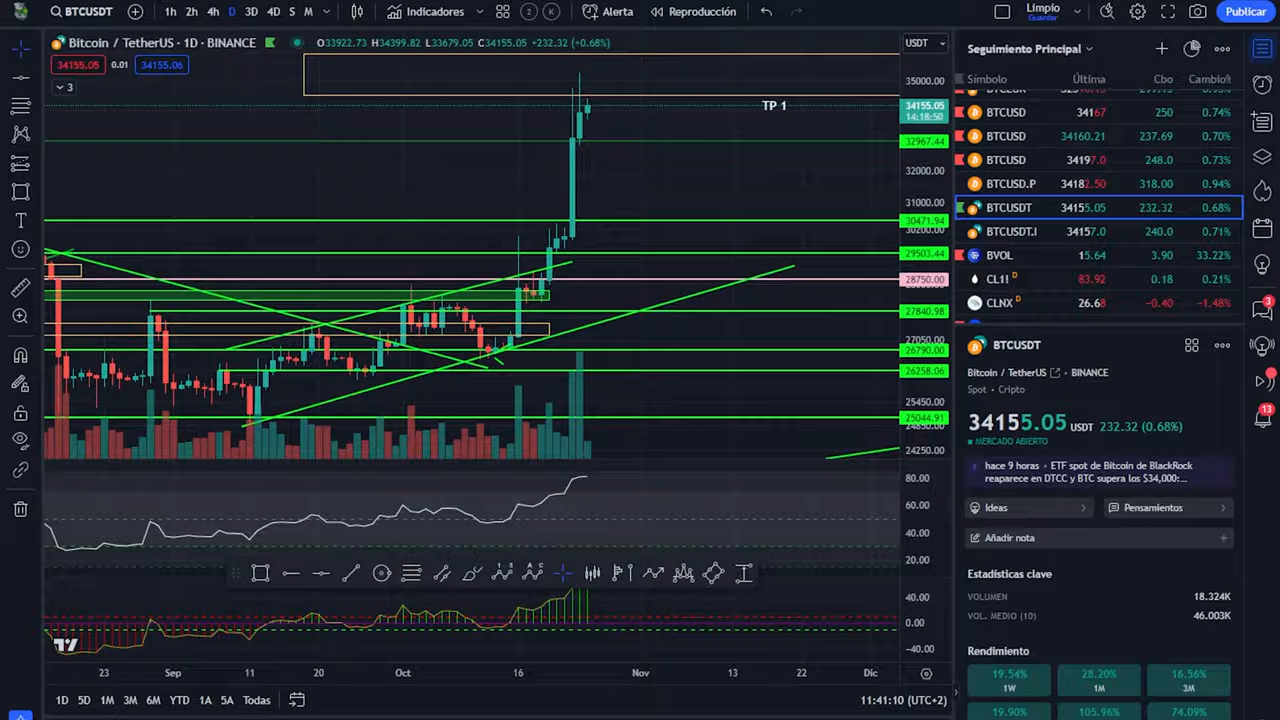 BTCUSDT 1h 2h 4h D 3D 4D S M Indicadores 2 K Alerta Reproducción Limpio Guardar Publicar
Bitcoin / TetherUS · 1D · BINANCE O33922.73 H34399.82 L33679.05 C34155.05 +232.32 (+0.68%)
34155.05 0.01 34155.06
3
USDT
35000.00
TP 1
34155.05
14:18:50
32967.44
32000.00
31000.00
30471.94
30200.00
29503.44
28750.00
27840.98
27050.00
26790.00
26258.06
25450.00
25044.91
24850.00
24250.00
80.00
60.00
40.00
20.00
40.00
0.00
−40.00
23 Sep 11 20 Oct 16 Nov 13 22 Dic
1D 5D 1M 3M 6M YTD 1A 5A Todas 11:41:10 (UTC+2)
Seguimiento Principal
Símbolo Última Cbo Cambio%
BTCUSD 34167 250 0.74%
BTCUSD 34160.21 237.69 0.70%
BTCUSD 34197.0 248.0 0.73%
BTCUSD.P 34182.50 318.00 0.94%
BTCUSDT 34155.05 232.32 0.68%
BTCUSDT.I 34157.0 240.0 0.71%
BVOL 15.64 3.90 33.22%
CL1! D 83.92 0.18 0.21%
CLNX D 26.68 −0.40 −1.48%
BTCUSDT
Bitcoin / TetherUS · BINANCE
Spot · Cripto
34155.05 USDT 232.32 (0.68%)
MERCADO ABIERTO
hace 9 horas · ETF spot de Bitcoin de BlackRock
reaparece en DTCC y BTC supera los $34,000:...
Ideas Pensamientos
Añadir nota
Estadísticas clave
VOLUMEN 18.324K
VOL. MEDIO (10) 46.003K
Rendimiento
19.54% 28.20% 16.56%
1W 1M 3M
19.90% 105.96% 74.09%
3
13